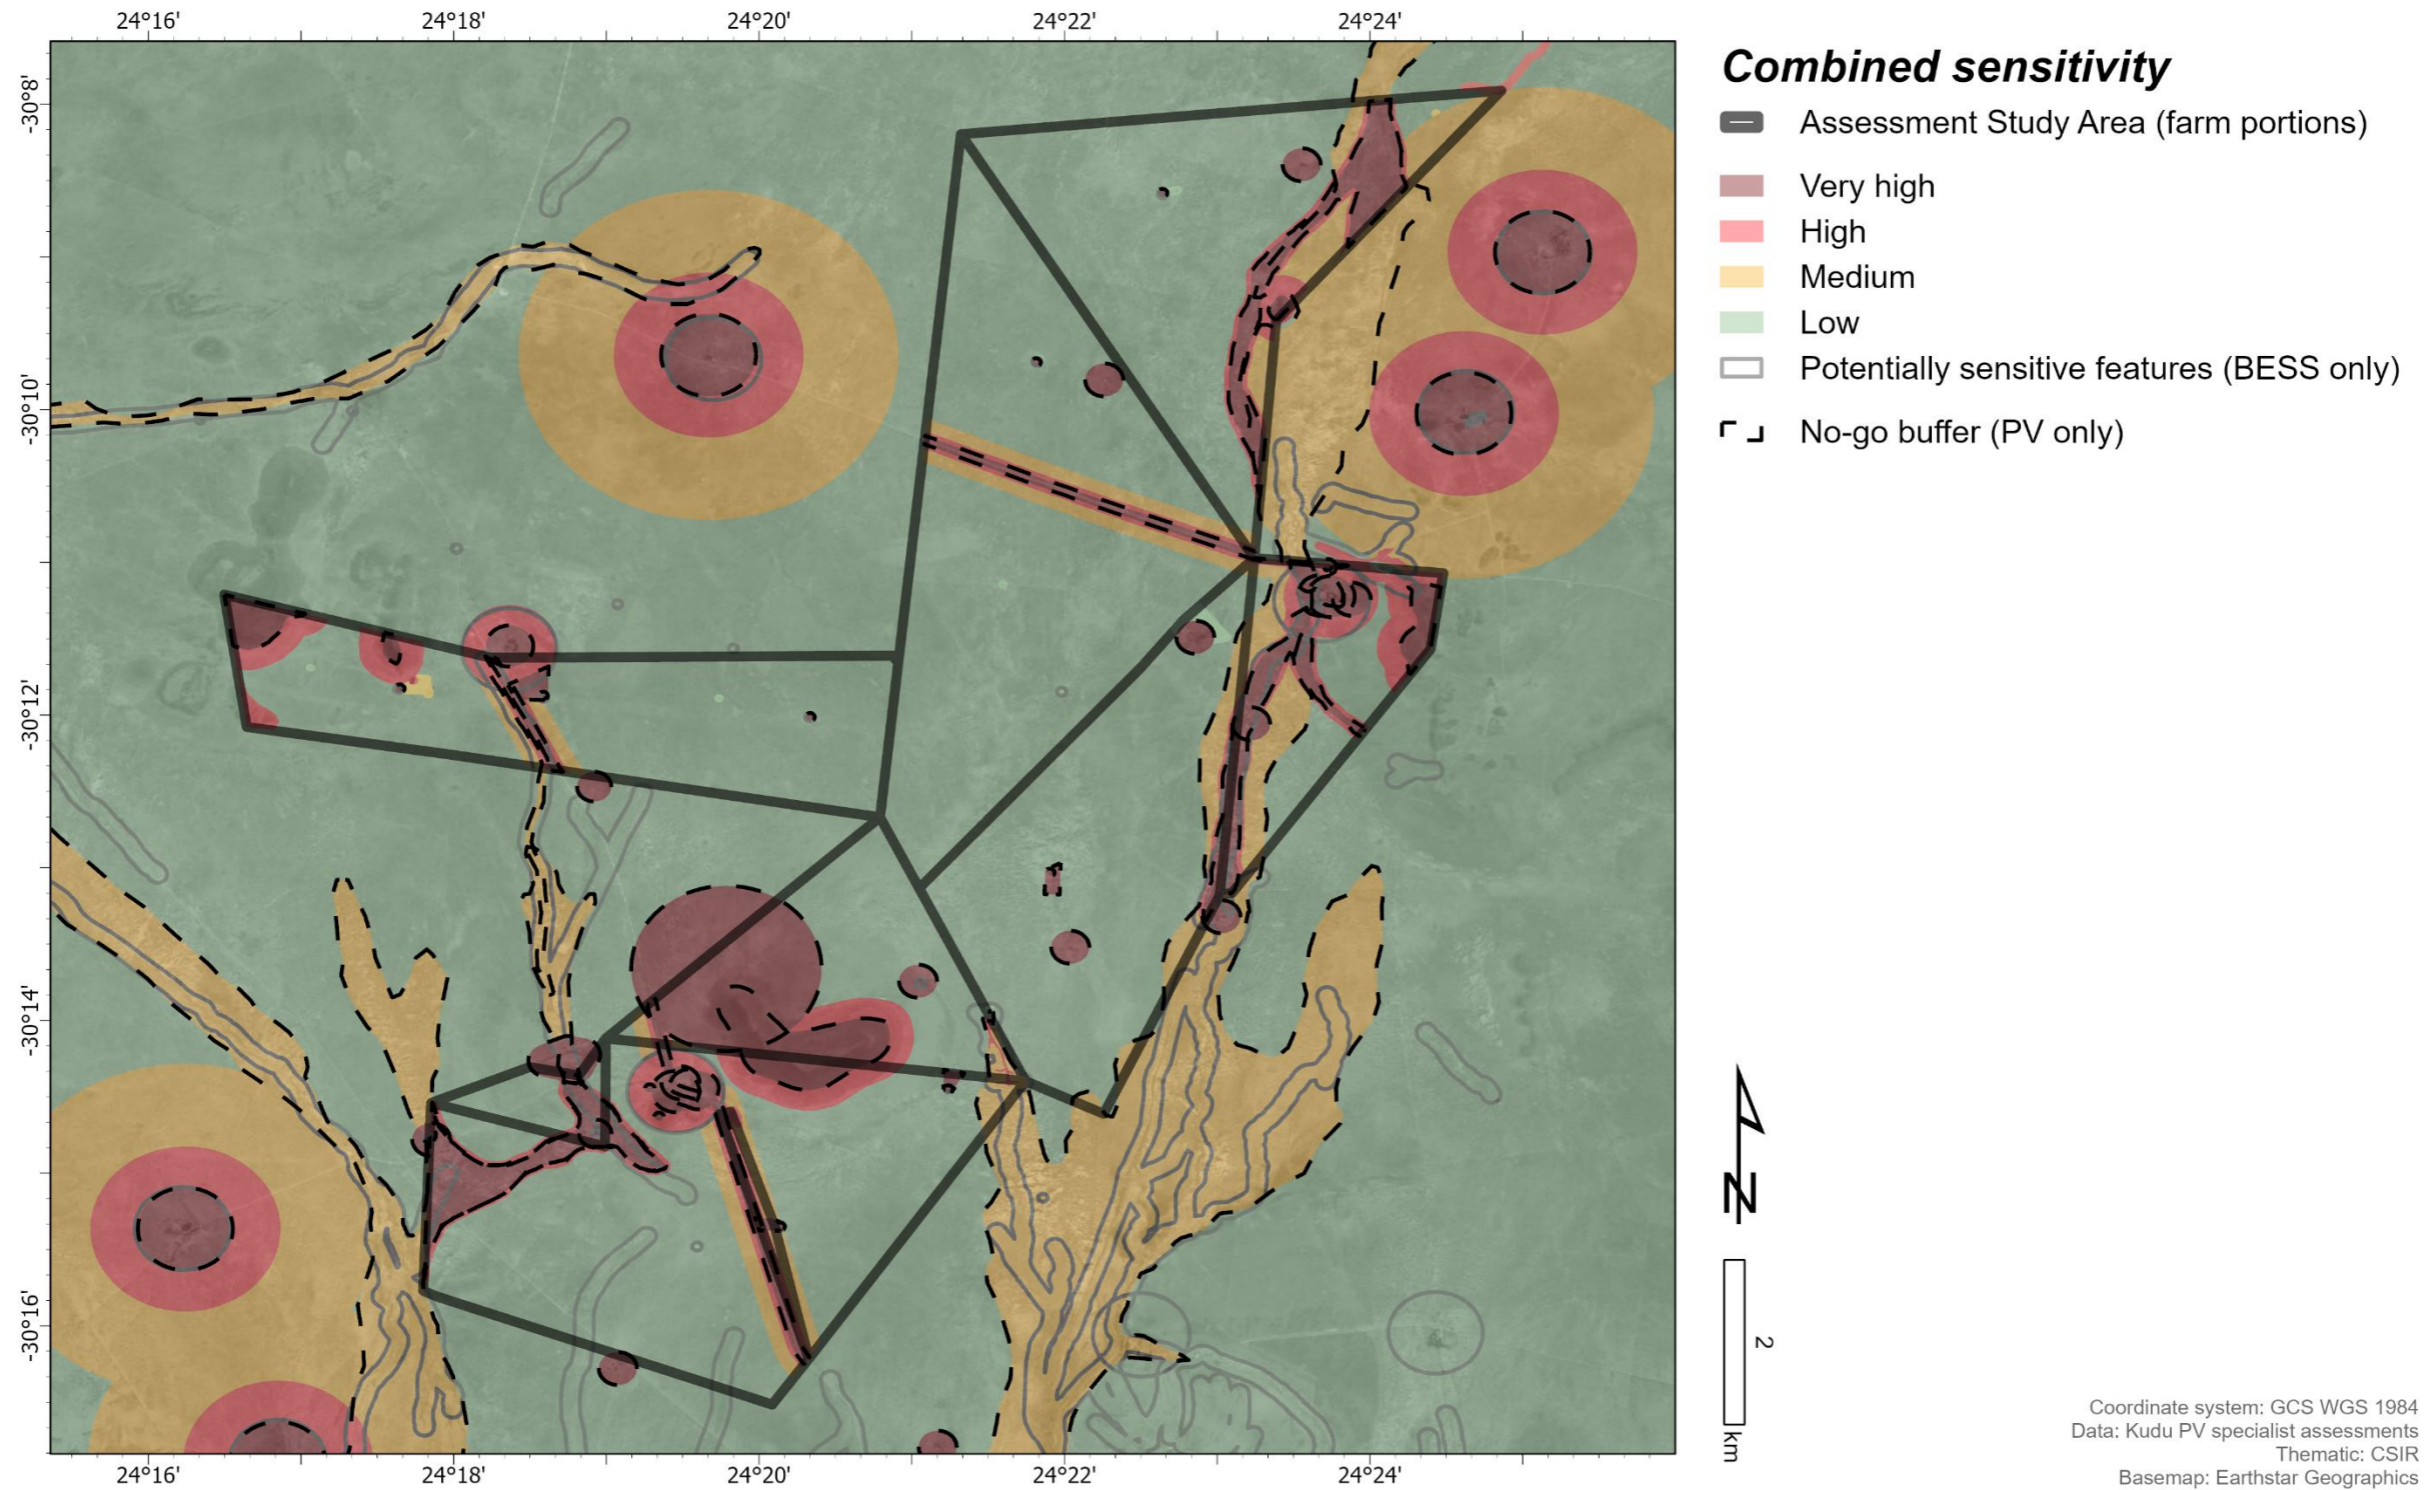 24°16' 24°18' 24°20' 24°22' 24°24'
-30°8'
-30°10'
-30°12'
-30°14'
-30°16'
24°16' 24°18' 24°20' 24°22' 24°24'
Combined sensitivity
Assessment Study Area (farm portions)
Very high
High
Medium
Low
Potentially sensitive features (BESS only)
No-go buffer (PV only)
N
2
km
Coordinate system: GCS WGS 1984
Data: Kudu PV specialist assessments
Thematic: CSIR
Basemap: Earthstar Geographics